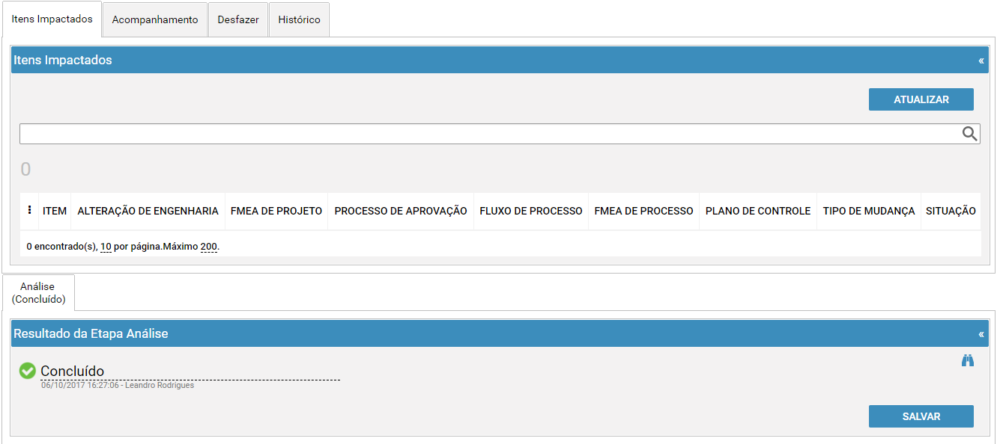 Itens Impactados Acompanhamento Desfazer Histórico
Itens Impactados «
ATUALIZAR
0
ITEM ALTERAÇÃO DE ENGENHARIA FMEA DE PROJETO PROCESSO DE APROVAÇÃO FLUXO DE PROCESSO FMEA DE PROCESSO PLANO DE CONTROLE TIPO DE MUDANÇA SITUAÇÃO
0 encontrado(s), 10 por página.Máximo 200.
Análise
(Concluído)
Resultado da Etapa Análise «
Concluído
06/10/2017 16:27:06 - Leandro Rodrigues
SALVAR